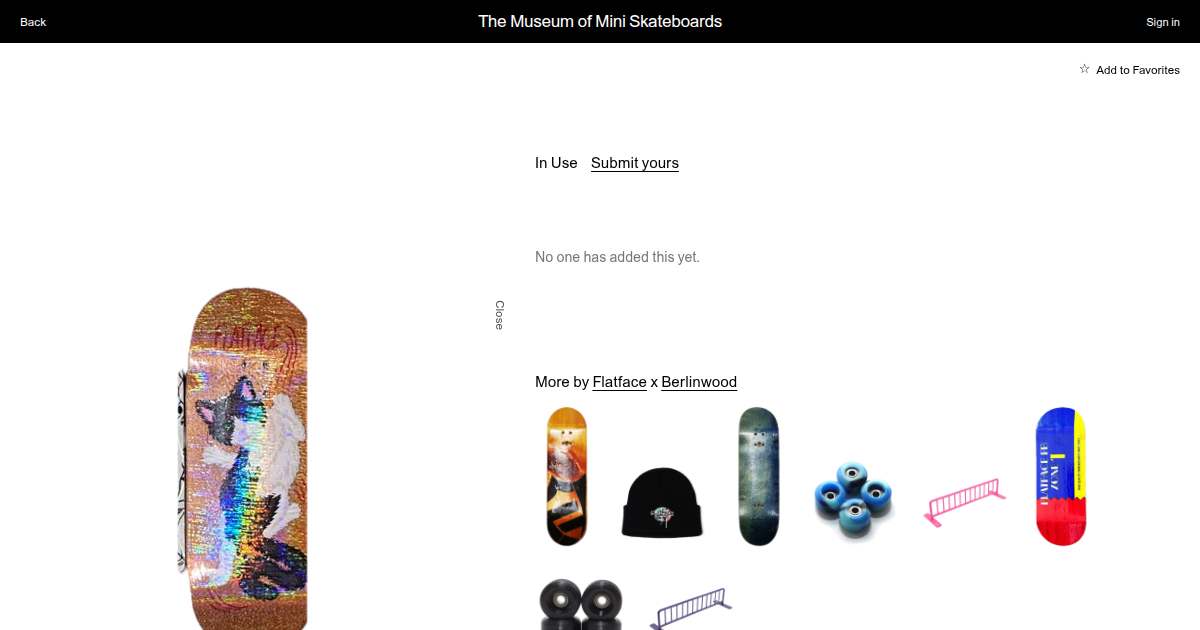 Back
The Museum of Mini Skateboards
Sign in
☆ Add to Favorites
In Use Submit yours
No one has added this yet.
Close
More by Flatface x Berlinwood
FLATFACE